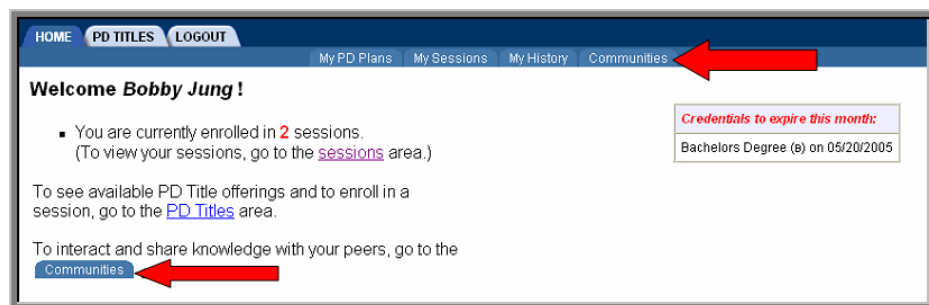 HOME PD TITLES LOGOUT
My PD Plans My Sessions My History Communities
Welcome Bobby Jung !
You are currently enrolled in 2 sessions.
(To view your sessions, go to the sessions area.)
Credentials to expire this month:
Bachelors Degree (B) on 05/20/2005
To see available PD Title offerings and to enroll in a
session, go to the PD Titles area.
To interact and share knowledge with your peers, go to the
Communities